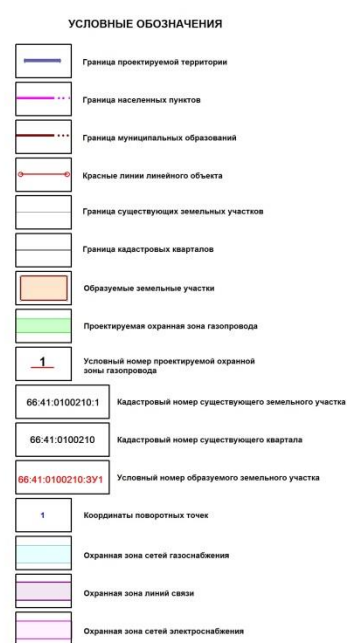 УСЛОВНЫЕ ОБОЗНАЧЕНИЯ
Граница проектируемой территории
Граница населенных пунктов
Граница муниципальных образований
Красные линии линейного объекта
Граница существующих земельных участков
Граница кадастровых кварталов
Образуемые земельные участки
Проектируемая охранная зона газопровода
1
Условный номер проектируемой охранной
зоны газопровода
66:41:0100210:1
Кадастровый номер существующего земельного участка
66:41:0100210
Кадастровый номер существующего квартала
66:41:0100210:ЗУ1
Условный номер образуемого земельного участка
1
Координаты поворотных точек
Охранная зона сетей газоснабжения
Охранная зона линий связи
Охранная зона сетей электроснабжения